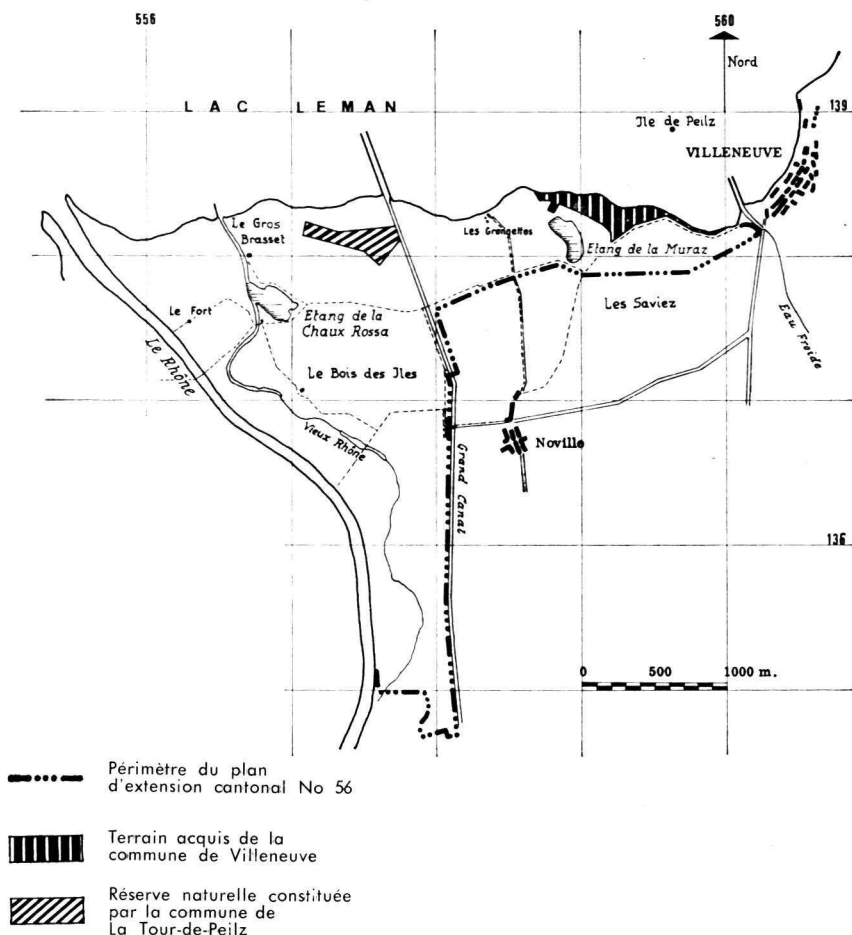 556
560
Nord
LAC LEMAN
139
Ile de Peilz
VILLENEUVE
Le Gros
Brasset
Les Grangettes
Etang de la Muraz
Le Fort
Etang de la
Chaux Rossa
Les Saviez
Eau Froide
Le Rhône
Le Bois des Iles
Vieux Rhône
Noville
Grand Canal
136
0 500 1000 m.
Périmètre du plan
d'extension cantonal No 56
Terrain acquis de la
commune de Villeneuve
Réserve naturelle constituée
par la commune de
La Tour-de-Peilz